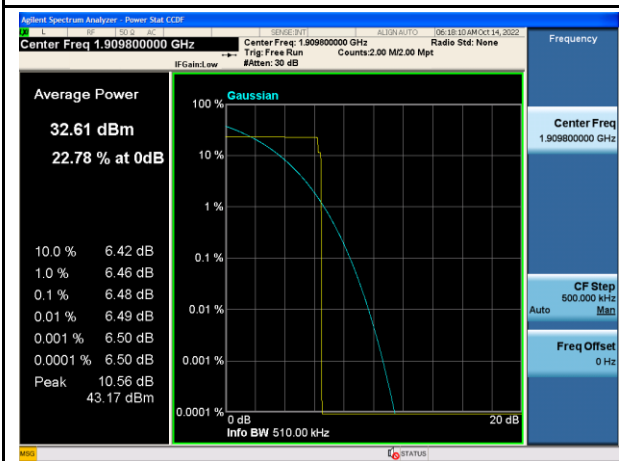 Agilent Spectrum Analyzer - Power Stat CCDF
L RF 50 Ω AC SENSE:INT ALIGN AUTO 06:18:10 AM Oct 14, 2022
Center Freq 1.909800000 GHz
Center Freq: 1.909800000 GHz Radio Std: None
Trig: Free Run Counts:2.00 M/2.00 Mpt
IFGain:Low #Atten: 30 dB
Frequency
Average Power
32.61 dBm
22.78 % at 0dB
10.0 % 6.42 dB
1.0 % 6.46 dB
0.1 % 6.48 dB
0.01 % 6.49 dB
0.001 % 6.50 dB
0.0001 % 6.50 dB
Peak 10.56 dB
43.17 dBm
Gaussian
100 %
10 %
1 %
0.1 %
0.01 %
0.001 %
0.0001 %
0 dB 20 dB
Info BW 510.00 kHz
Center Freq
1.909800000 GHz
CF Step
500.000 kHz
Auto Man
Freq Offset
0 Hz
MSG STATUS